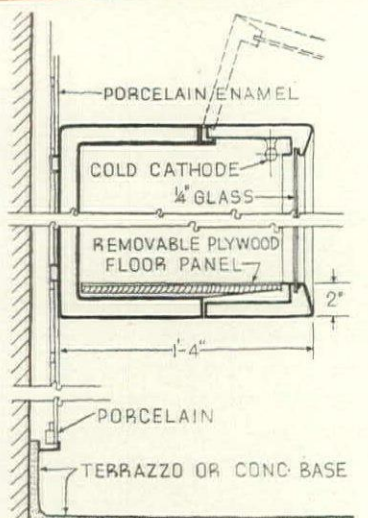 PORCELAIN ENAMEL
COLD CATHODE
1/4" GLASS
REMOVABLE PLYWOOD
FLOOR PANEL
2"
1'-4"
PORCELAIN
TERRAZZO OR CONC· BASE